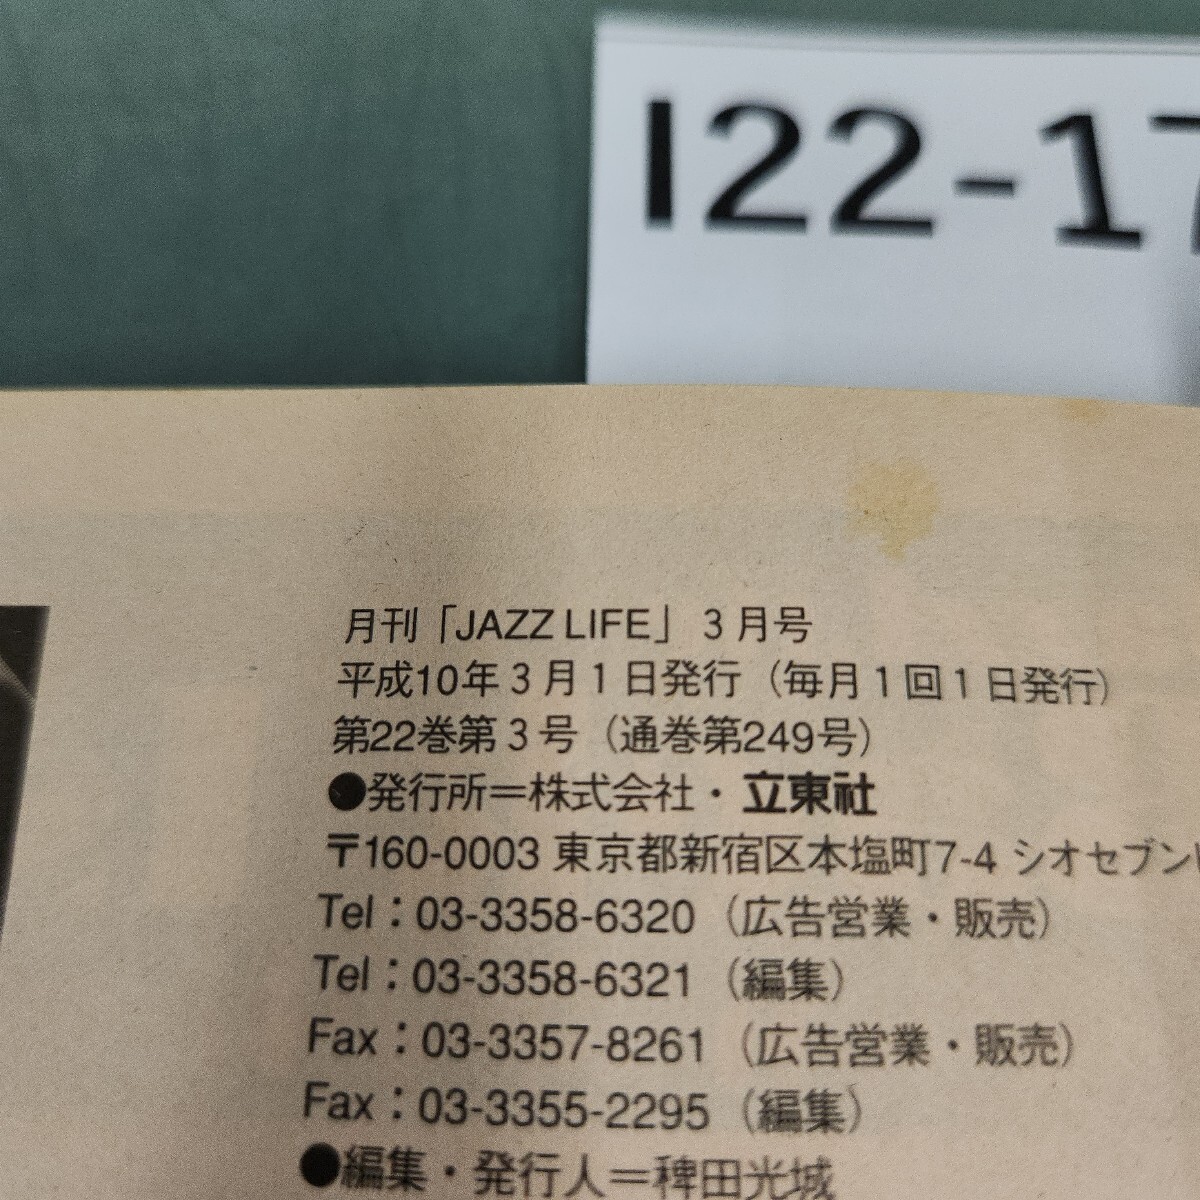 I22-17
月刊「JAZZ LIFE」 3月号
平成10年3月1日発行（毎月1回1日発行）
第22巻第3号（通巻第249号）
●発行所＝株式会社・立東社
〒160-0003 東京都新宿区本塩町7-4 シオセブンビ
Tel：03-3358-6320（広告営業・販売）
Tel：03-3358-6321（編集）
Fax：03-3357-8261（広告営業・販売）
Fax：03-3355-2295（編集）
●編集・発行人＝稗田光城